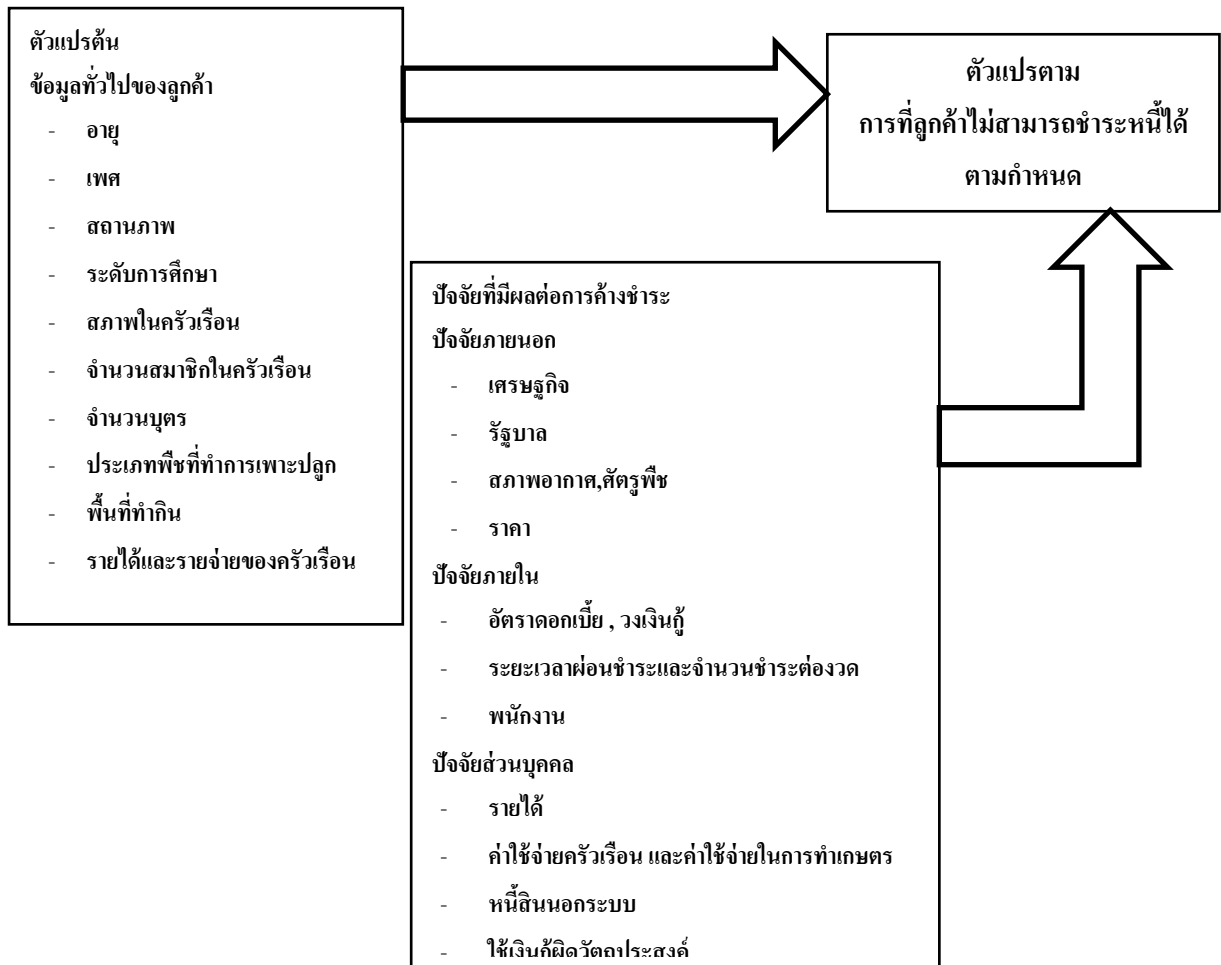 ตัวแปรต้น
ข้อมูลทั่วไปของลูกค้า
- อายุ
- เพศ
- สถานภาพ
- ระดับการศึกษา
- สภาพในครัวเรือน
- จำนวนสมาชิกในครัวเรือน
- จำนวนบุตร
- ประเภทพืชที่ทำการเพาะปลูก
- พื้นที่ทำกิน
- รายได้และรายจ่ายของครัวเรือน
ตัวแปรตาม
การที่ลูกค้าไม่สามารถชำระหนี้ได้
ตามกำหนด
ปัจจัยที่มีผลต่อการค้างชำระ
ปัจจัยภายนอก
- เศรษฐกิจ
- รัฐบาล
- สภาพอากาศ,ศัตรูพืช
- ราคา
ปัจจัยภายใน
- อัตราดอกเบี้ย , วงเงินกู้
- ระยะเวลาผ่อนชำระและจำนวนชำระต่องวด
- พนักงาน
ปัจจัยส่วนบุคคล
- รายได้
- ค่าใช้จ่ายครัวเรือน และค่าใช้จ่ายในการทำเกษตร
- หนี้สินนอกระบบ
- ใช้เงินกู้ผิดวัตถุประสงค์